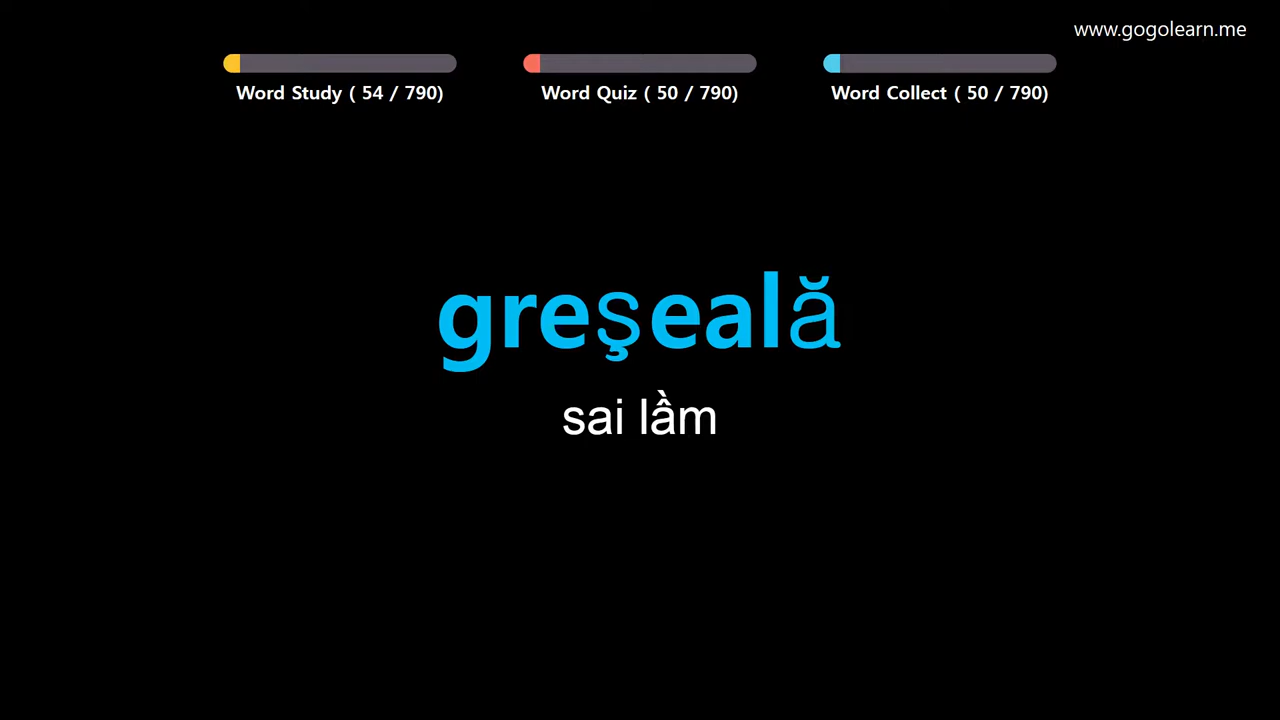 www.gogolearn.me
Word Study ( 54 / 790)
Word Quiz ( 50 / 790)
Word Collect ( 50 / 790)
greşeală
sai lầm